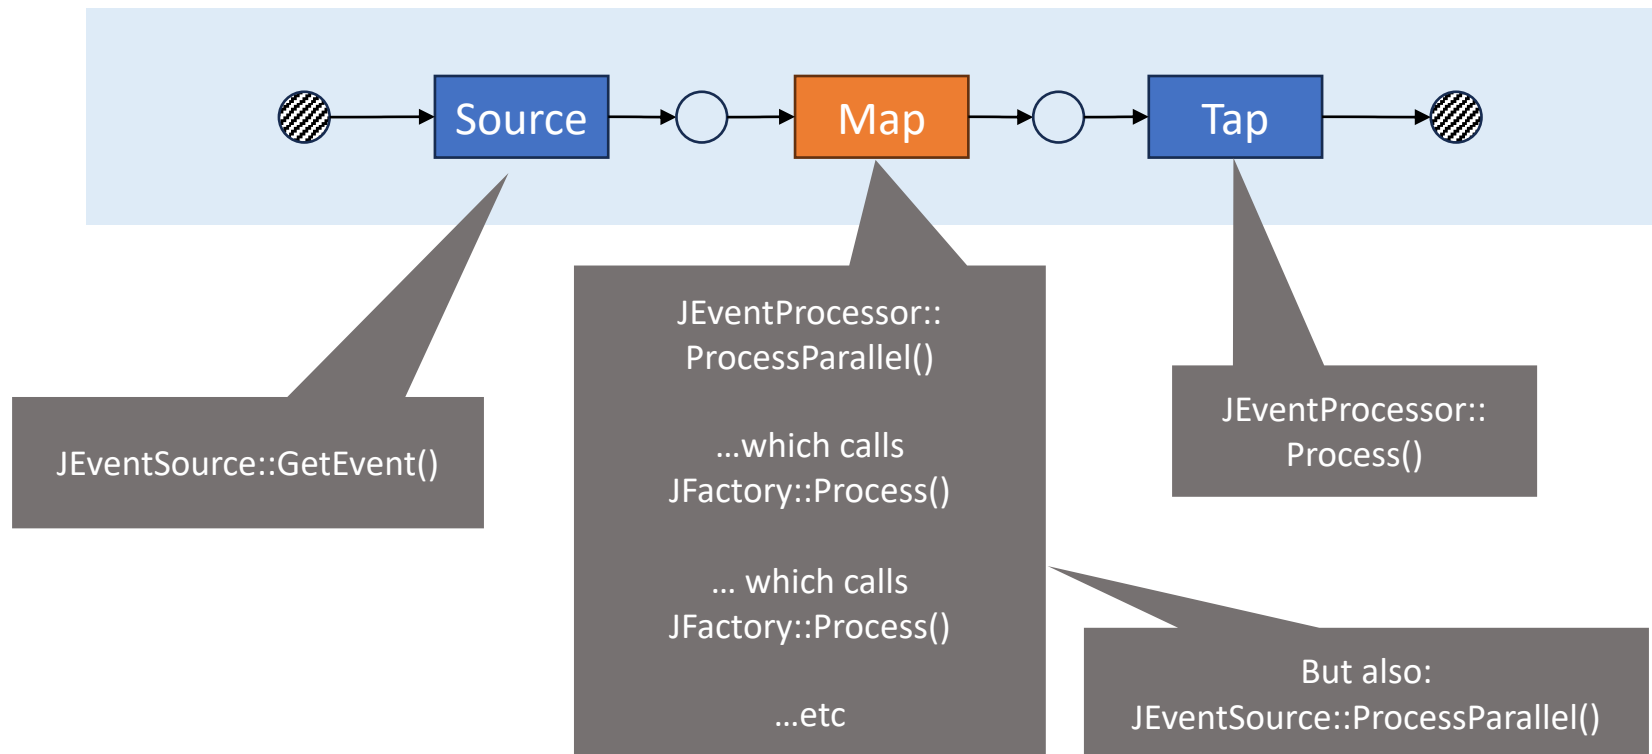 Source
Map
Tap
JEventSource::GetEvent()
JEventProcessor::
ProcessParallel()
...which calls
JFactory::Process()
... which calls
JFactory::Process()
...etc
JEventProcessor::
Process()
But also:
JEventSource::ProcessParallel()